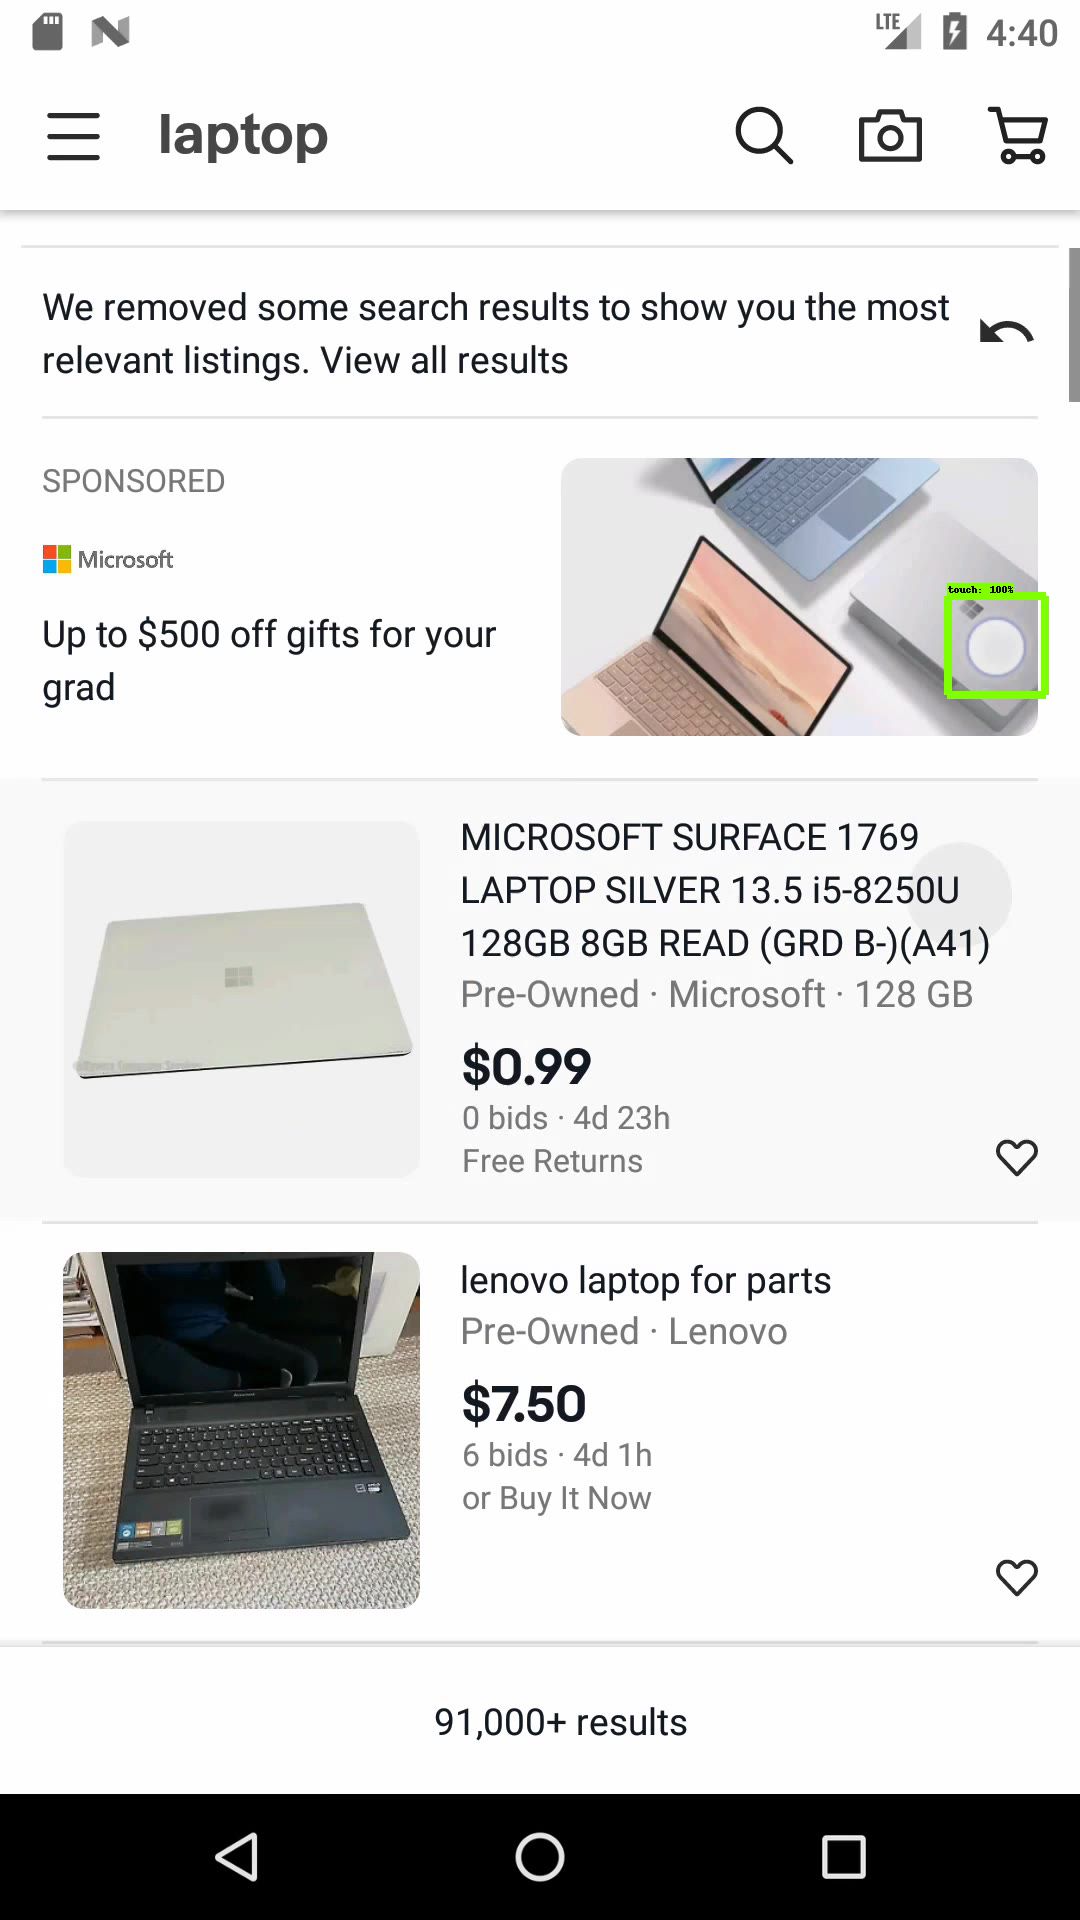 LTE 4:40
laptop
We removed some search results to show you the most
relevant listings. View all results
SPONSORED
Microsoft
Up to $500 off gifts for your
grad
touch: 100%
MICROSOFT SURFACE 1769
LAPTOP SILVER 13.5 i5-8250U
128GB 8GB READ (GRD B-)(A41)
Pre-Owned · Microsoft · 128 GB
$0.99
0 bids · 4d 23h
Free Returns
lenovo laptop for parts
Pre-Owned · Lenovo
$7.50
6 bids · 4d 1h
or Buy It Now
91,000+ results